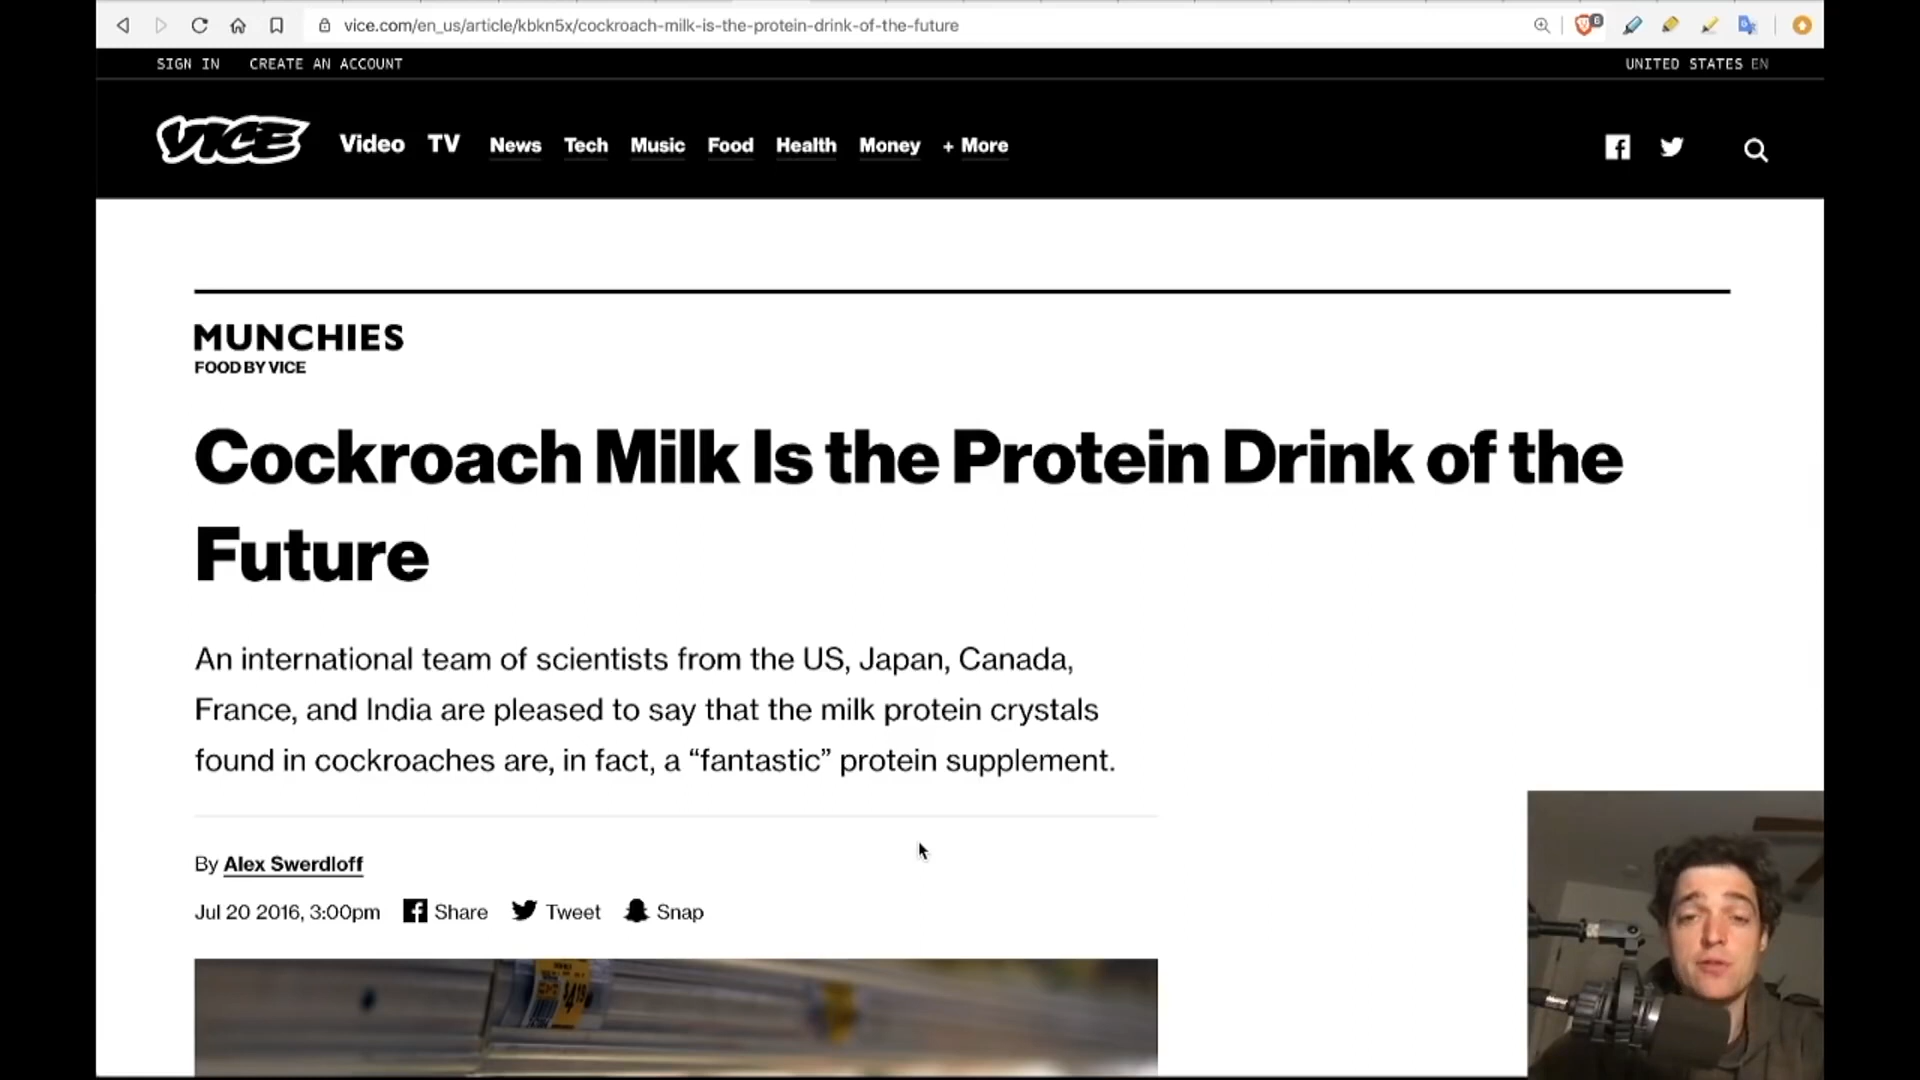 vice.com/en_us/article/kbkn5x/cockroach-milk-is-the-protein-drink-of-the-future
6
SIGN IN CREATE AN ACCOUNT UNITED STATES EN
VICE Video TV News Tech Music Food Health Money + More
MUNCHIES
FOOD BY VICE
Cockroach Milk Is the Protein Drink of the
Future
An international team of scientists from the US, Japan, Canada,
France, and India are pleased to say that the milk protein crystals
found in cockroaches are, in fact, a “fantastic” protein supplement.
By Alex Swerdloff
Jul 20 2016, 3:00pm Share Tweet Snap